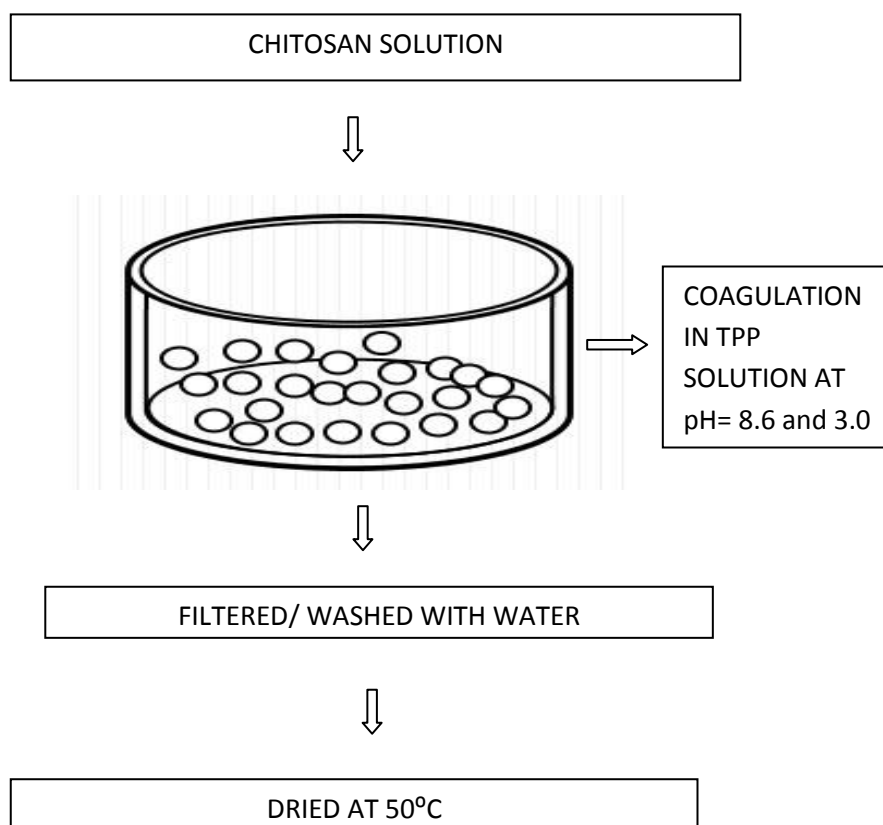 CHITOSAN SOLUTION
COAGULATION
IN TPP
SOLUTION AT
pH= 8.6 and 3.0
FILTERED/ WASHED WITH WATER
DRIED AT 50⁰C